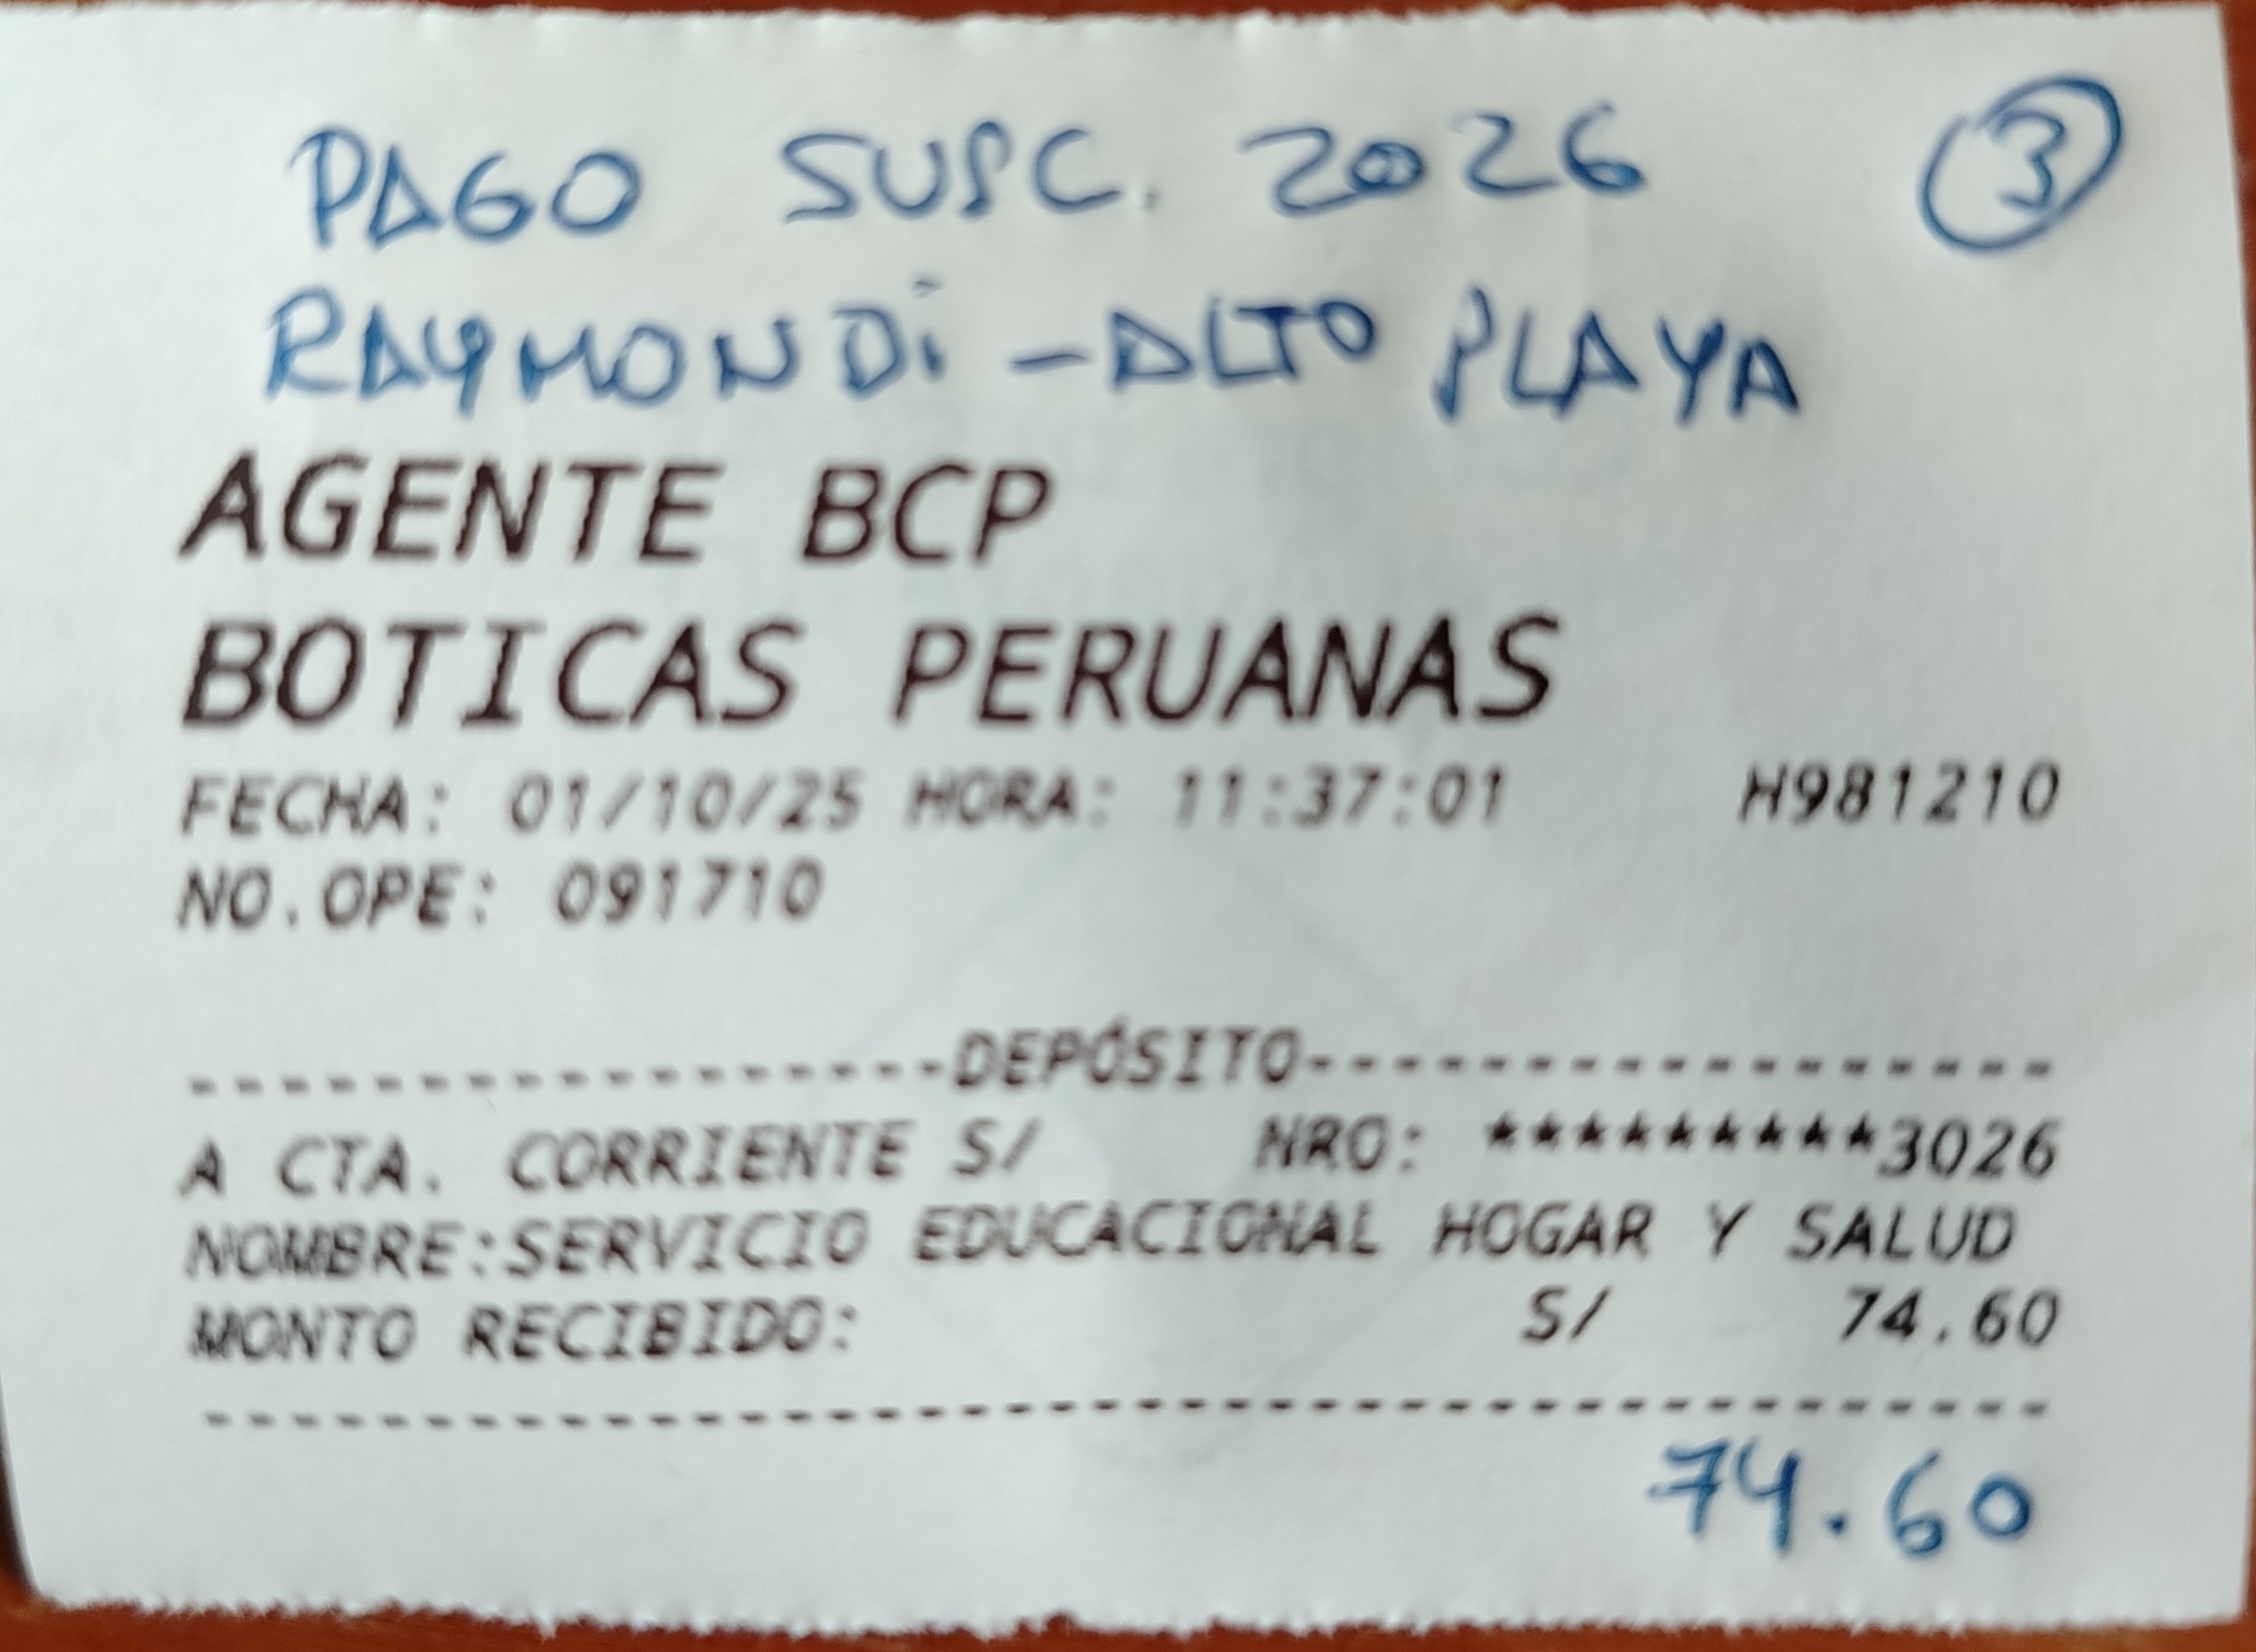 PAGO SUSC. 2026 3
RAYMONDi - ALTO PLAYA
AGENTE BCP
BOTICAS PERUANAS
FECHA: 01/10/25 HORA: 11:37:01 H981210
NO.OPE: 091710
------------------DEPÓSITO------------------
A CTA. CORRIENTE S/ NRO: *********3026
NOMBRE:SERVICIO EDUCACIONAL HOGAR Y SALUD
MONTO RECIBIDO: S/ 74.60
74.60